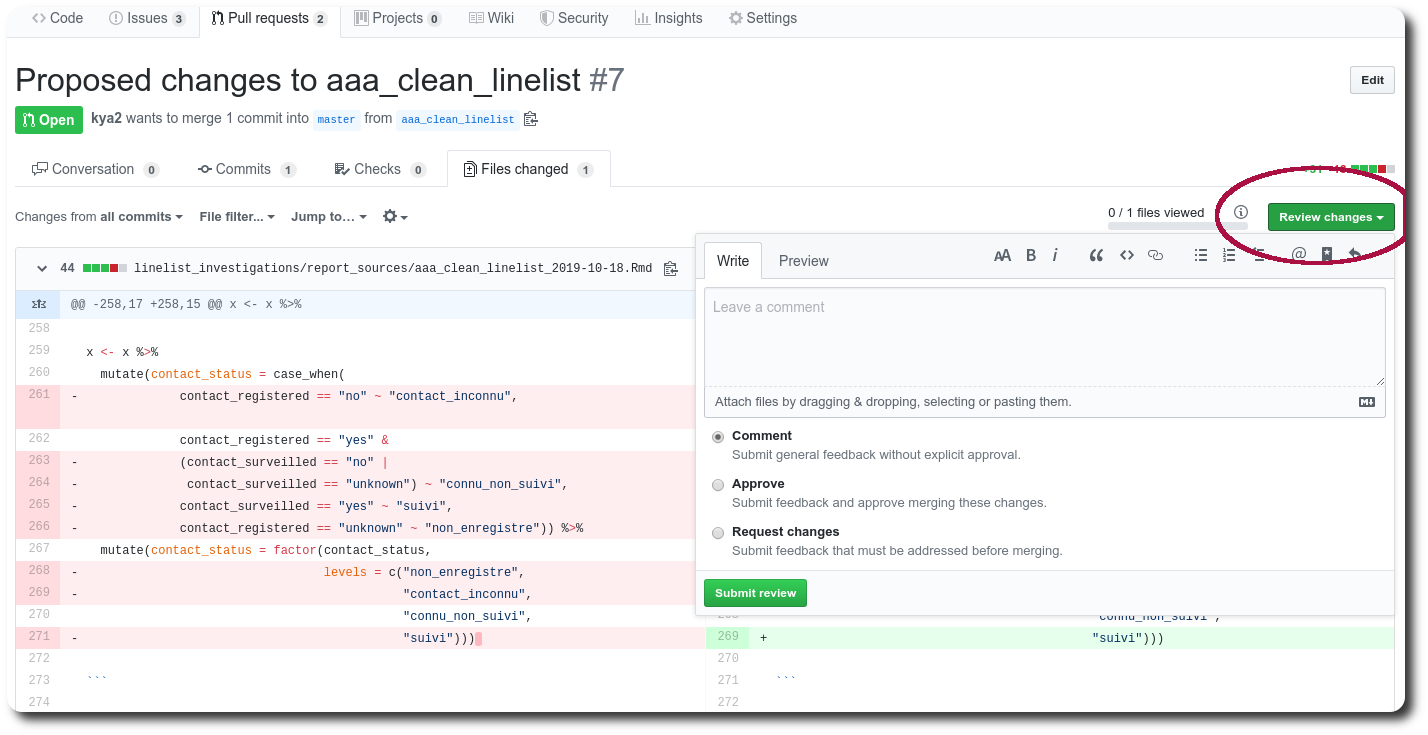 Code Issues 3 Pull requests 2 Projects 0 Wiki Security Insights Settings
Proposed changes to aaa_clean_linelist #7
Edit
Open kya2 wants to merge 1 commit into master from aaa_clean_linelist
Conversation 0 Commits 1 Checks 0 Files changed 1
Changes from all commits File filter... Jump to... 0 / 1 files viewed Review changes
44 linelist_investigations/report_sources/aaa_clean_linelist_2019-10-18.Rmd
Write Preview
@@ -258,17 +258,15 @@ x <- x %>%
Leave a comment
258
259 x <- x %>%
260 mutate(contact_status = case_when(
261 - contact_registered == "no" ~ "contact_inconnu",
Attach files by dragging & dropping, selecting or pasting them.
262 contact_registered == "yes" &
263 - (contact_surveilled == "no" |
264 - contact_surveilled == "unknown") ~ "connu_non_suivi",
265 - contact_surveilled == "yes" ~ "suivi",
266 - contact_registered == "unknown" ~ "non_enregistre")) %>%
267 mutate(contact_status = factor(contact_status,
268 - levels = c("non_enregistre",
269 - "contact_inconnu",
270 "connu_non_suivi",
271 - "suivi")))
272
273 ```
274
Comment
Submit general feedback without explicit approval.
Approve
Submit feedback and approve merging these changes.
Request changes
Submit feedback that must be addressed before merging.
Submit review
"connu_non_suivi",
269 + "suivi")))
270
271 ```
272